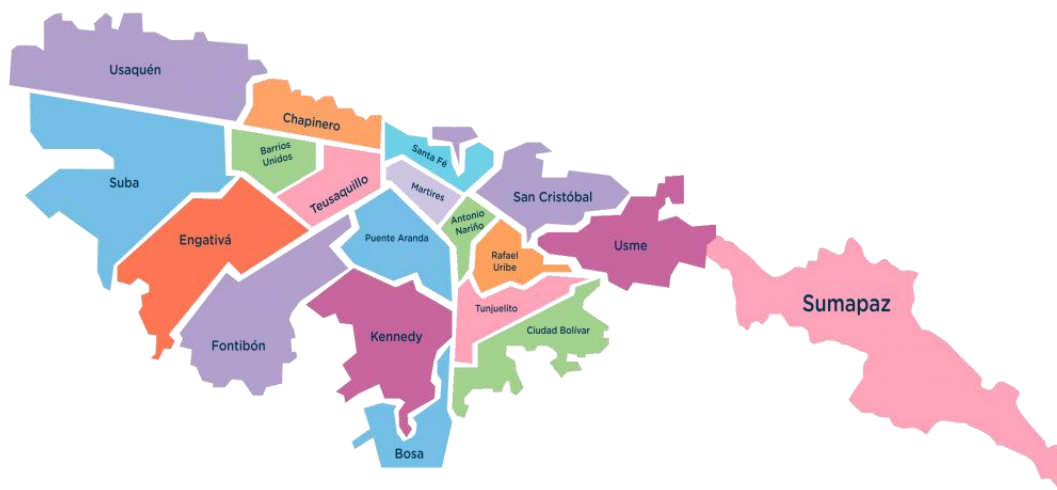 Usaquén
Chapinero
Barrios
Unidos
Santa Fé
Suba
Teusaquillo
Martires
San Cristóbal
Antonio
Nariño
Engativá
Puente Aranda
Rafael
Uribe
Usme
Sumapaz
Tunjuelito
Fontibón
Kennedy
Ciudad Bolívar
Bosa